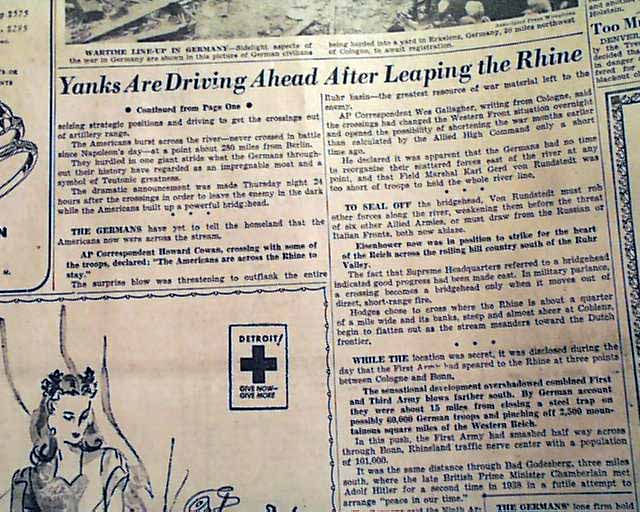 Associated Press Wirephoto
WARTIME LINE-UP IN GERMANY—Sidelight aspects of
the war in Germany are shown in this picture of German civilians
being herded into a yard in Erkelens, Germany, 20 miles northwest
of Cologne, to await registration.
Yanks Are Driving Ahead After Leaping the Rhine
● Continued from Page One ●
seizing strategic positions and driving to get the crossings out
of artillery range.
The Americans burst across the river—never crossed in battle
since Napoleon's day—at a point about 280 miles from Berlin.
They hurdled in one giant stride what the Germans through-
out their history have regarded as an impregnable moat and a
symbol of Teutonic greatness.
The dramatic announcement was made Thursday night 24
hours after the crossings in order to leave the enemy in the dark
while the Americans built up a powerful bridgehead.
THE GERMANS have yet to tell the homeland that the
Americans now were across the stream.
AP Correspondent Howard Cowan, crossing with some of
the troops, declared: "The Americans are across the Rhine to
stay."
The surprise blow was threatening to outflank the entire
Ruhr basin—the greatest resource of war material left to the
enemy.
AP Correspondent Wes Gallagher, writing from Cologne, said
the crossings had changed the Western Front situation overnight
and opened the possibility of shortening the war months earlier
than calculated by the Allied High Command only a short
time ago.
He declared it was apparent that the Germans had no time
to reorganize their scattered forces east of the river at any
point, and that Field Marshal Karl Gerd von Rundstedt was
too short of troops to hold the whole river line.
TO SEAL OFF the bridgehead, Von Rundstedt must rob
other forces along the river, weakening them before the threat
of six other Allied Armies, or must draw from the Russian or
Italian Fronts, both now ablaze.
Eisenhower now was in position to strike for the heart
of the Reich across the rolling hill country south of the Ruhr
Valley.
The fact that Supreme Headquarters referred to a bridgehead
indicated good progress had been made east. In military parlance,
a crossing becomes a bridgehead only when it moves out of
direct, short-range fire.
Hodges chose to cross where the Rhine is about a quarter
of a mile wide and its banks, steep and almost sheer at Coblenz,
begin to flatten out as the stream meanders toward the Dutch
frontier.
WHILE THE location was secret, it was disclosed during the
day that the First Army had speared to the Rhine at three points
between Cologne and Bonn.
The sensational development overshadowed combined First
and Third Army blows farther south. By German account
they were about 15 miles from closing a steel trap on
possibly 60,000 German troops and pinching off 2,500 moun-
tainous square miles of the Western Reich.
In this push, the First Army had smashed half way across
through Bonn, Rhineland traffic nerve center with a population
of 101,000.
It was the same distance through Bad Godesberg, three miles
south, where the late British Prime Minister Chamberlain met
Adolf Hitler for a second time in 1938 in a futile attempt to
arrange "peace in our time."
THE GERMANS' lone firm hold
Too M
DETROIT!
GIVE NOW—
GIVE MORE